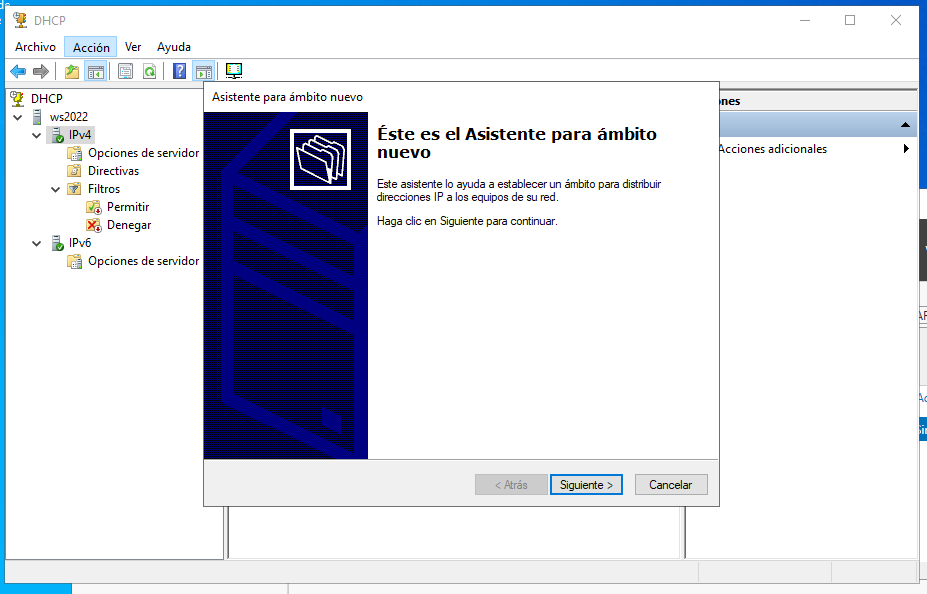 DHCP
Archivo Acción Ver Ayuda
DHCP
ws2022
IPv4
Opciones de servidor
Directivas
Filtros
Permitir
Denegar
IPv6
Opciones de servidor
Asistente para ámbito nuevo
Éste es el Asistente para ámbito
nuevo
Este asistente lo ayuda a establecer un ámbito para distribuir
direcciones IP a los equipos de su red.
Haga clic en Siguiente para continuar.
< Atrás Siguiente > Cancelar
ones
Acciones adicionales